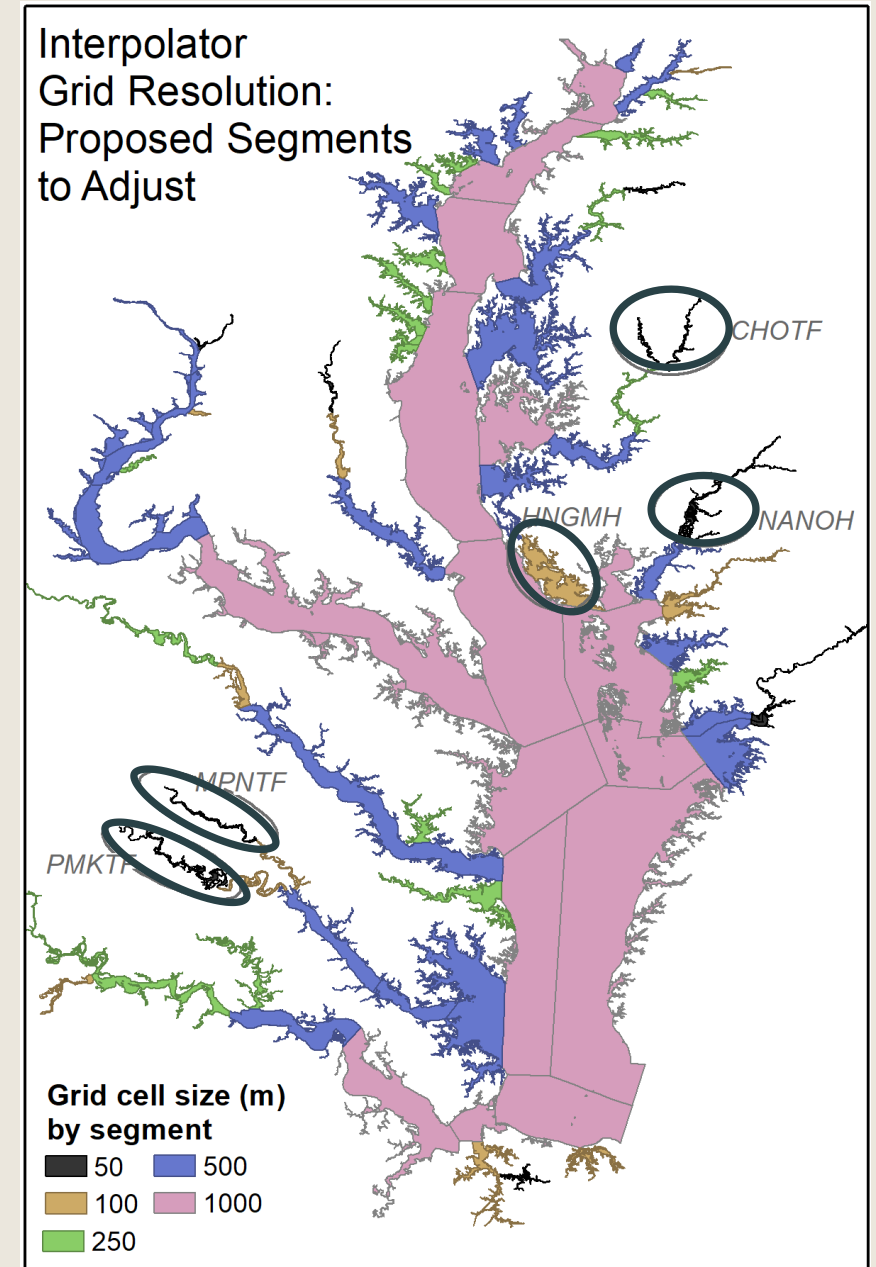 Interpolator
Grid Resolution:
Proposed Segments
to Adjust
CHOTF
HNGMH
NANOH
MPNTF
PMKTF
Grid cell size (m)
by segment
50
500
100
1000
250